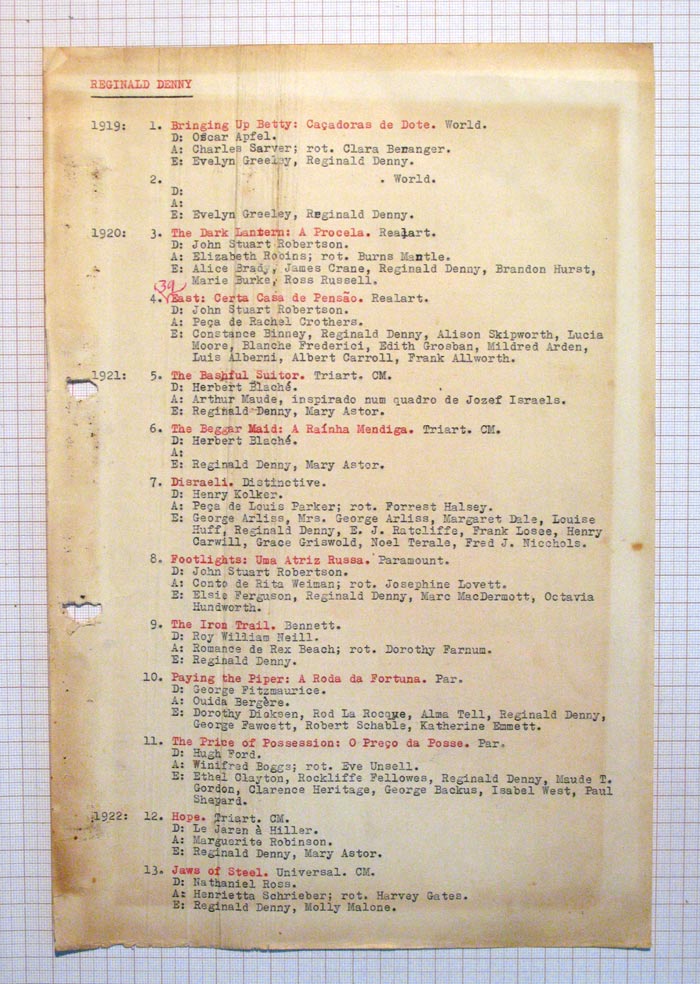 REGINALD DENNY
1919: 1. Bringing Up Betty: Caçadoras de Dote. World.
D: Oscar Apfel.
A: Charles Sarver; rot. Clara Beranger.
E: Evelyn Greeley, Reginald Denny.
2. . World.
D:
A:
E: Evelyn Greeley, Reginald Denny.
1920: 3. The Dark Lantern: A Procela. Realart.
D: John Stuart Robertson.
A: Elizabeth Robins; rot. Burns Mantle.
E: Alice Brady, James Crane, Reginald Denny, Brandon Hurst,
Marie Burke, Ross Russell.
39
4. East: Certa Casa de Pensão. Realart.
D: John Stuart Robertson.
A: Peça de Rachel Crothers.
E: Constance Binney, Reginald Denny, Alison Skipworth, Lucia
Moore, Blanche Frederici, Edith Grosban, Mildred Arden,
Luis Alberni, Albert Carroll, Frank Allworth.
1921: 5. The Bashful Suitor. Triart. CM.
D: Herbert Blaché.
A: Arthur Maude, inspirado num quadro de Jozef Israels.
E: Reginald Denny, Mary Astor.
6. The Beggar Maid: A Raínha Mendiga. Triart. CM.
D: Herbert Blaché.
A:
E: Reginald Denny, Mary Astor.
7. Disraeli. Distinctive.
D: Henry Kolker.
A: Peça de Louis Parker; rot. Forrest Halsey.
E: George Arliss, Mrs. George Arliss, Margaret Dale, Louise
Huff, Reginald Denny, E. J. Ratcliffe, Frank Losee, Henry
Carwill, Grace Griswold, Noel Terale, Fred J. Nicchols.
8. Footlights: Uma Atriz Russa. Paramount.
D: John Stuart Robertson.
A: Conto de Rita Weiman; rot. Josephine Lovett.
E: Elsie Ferguson, Reginald Denny, Marc MacDermott, Octavia
Hundworth.
9. The Iron Trail. Bennett.
D: Roy William Neill.
A: Romance de Rex Beach; rot. Dorothy Farnum.
E: Reginald Denny.
10. Paying the Piper: A Roda da Fortuna. Par.
D: George Fitzmaurice.
A: Ouida Bergère.
E: Dorothy Dicksen, Rod La Rocque, Alma Tell, Reginald Denny,
George Fawcett, Robert Schable, Katherine Emmett.
11. The Price of Possession: O Preço da Posse. Par.
D: Hugh Ford.
A: Winifred Boggs; rot. Eve Unsell.
E: Ethel Clayton, Rockliffe Fellowes, Reginald Denny, Maude T.
Gordon, Clarence Heritage, George Backus, Isabel West, Paul
Shepard.
1922: 12. Hope. Triart. CM.
D: Le Jaren à Hiller.
A: Marguerite Robinson.
E: Reginald Denny, Mary Astor.
13. Jaws of Steel. Universal. CM.
D: Nathaniel Ross.
A: Henrietta Schrieber; rot. Harvey Gates.
E: Reginald Denny, Molly Malone.